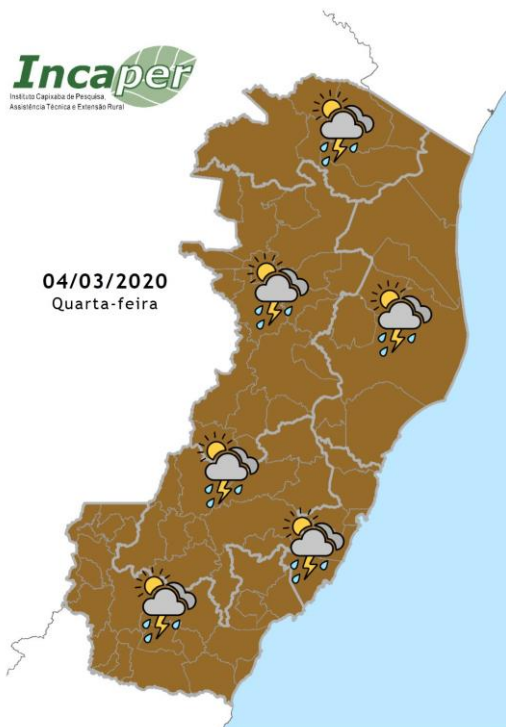 Incaper
Instituto Capixaba de Pesquisa,
Assistência Técnica e Extensão Rural
04/03/2020
Quarta-feira